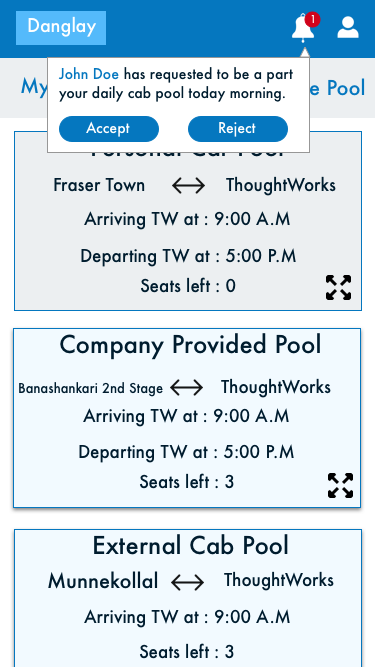 Danglay
1
John Doe has requested to be a part
your daily cab pool today morning.
My
e Pool
Accept
Reject
Personal Cab Pool
Fraser Town ThoughtWorks
Arriving TW at : 9:00 A.M
Departing TW at : 5:00 P.M
Seats left : 0
Company Provided Pool
Banashankari 2nd Stage ThoughtWorks
Arriving TW at : 9:00 A.M
Departing TW at : 5:00 P.M
Seats left : 3
External Cab Pool
Munnekollal ThoughtWorks
Arriving TW at : 9:00 A.M
Seats left : 3